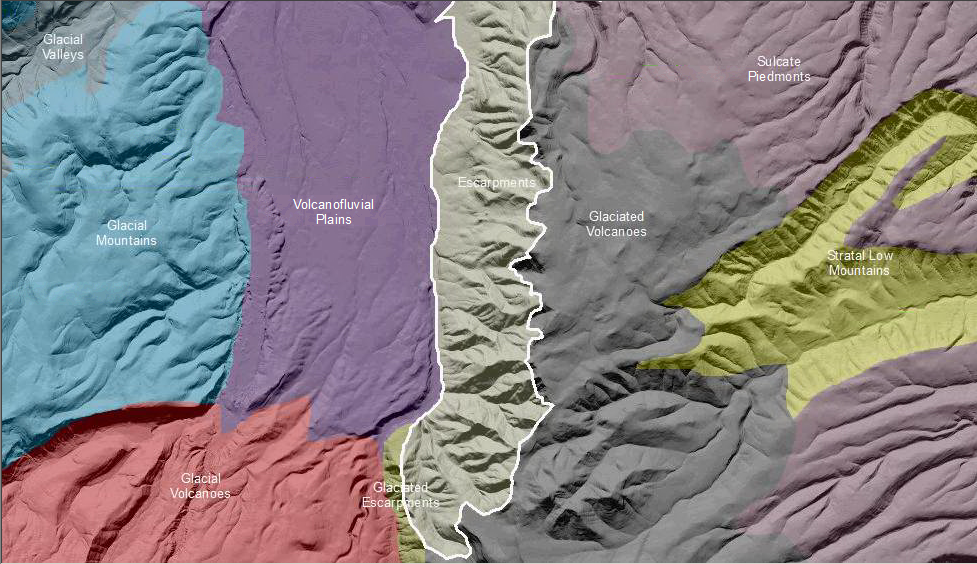 Glacial
Valleys
Sulcate
Piedmonts
Escarpments
Volcanofluvial
Plains
Glaciated
Volcanoes
Glacial
Mountains
Stratal Low
Mountains
Glacial
Volcanoes
Glaciated
Escarpments